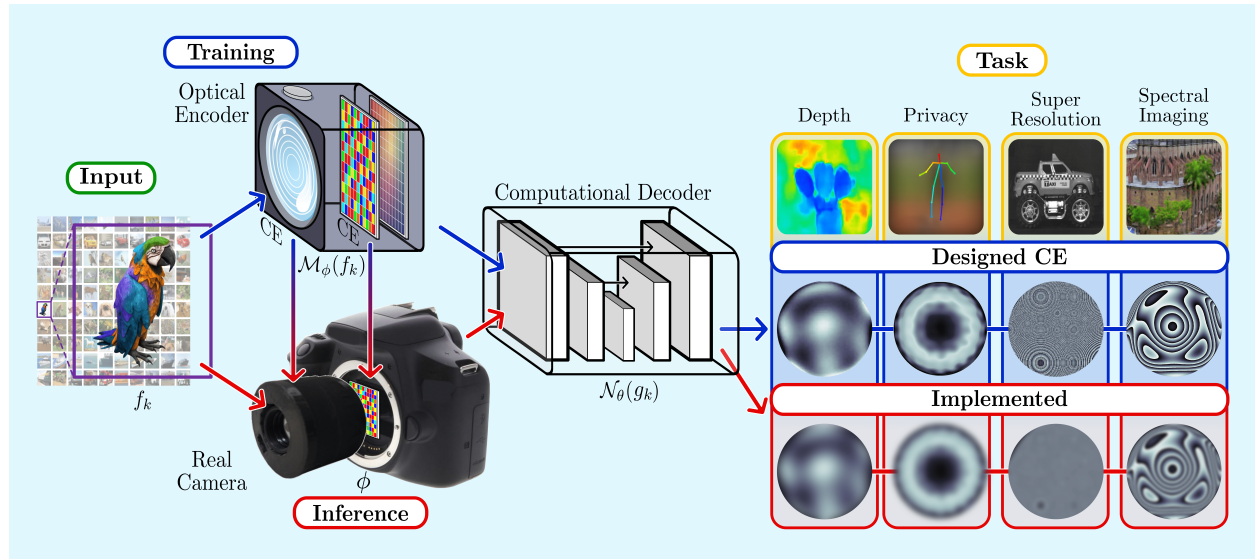 Training
Task
Optical
Encoder
Depth
Privacy
Super
Resolution
Spectral
Imaging
Input
CE
CE
Computational Decoder
Designed CE
$\mathcal{M}_\phi(f_k)$
$f_k$
$\mathcal{N}_\theta(g_k)$
Implemented
Real
Camera
$\phi$
Inference